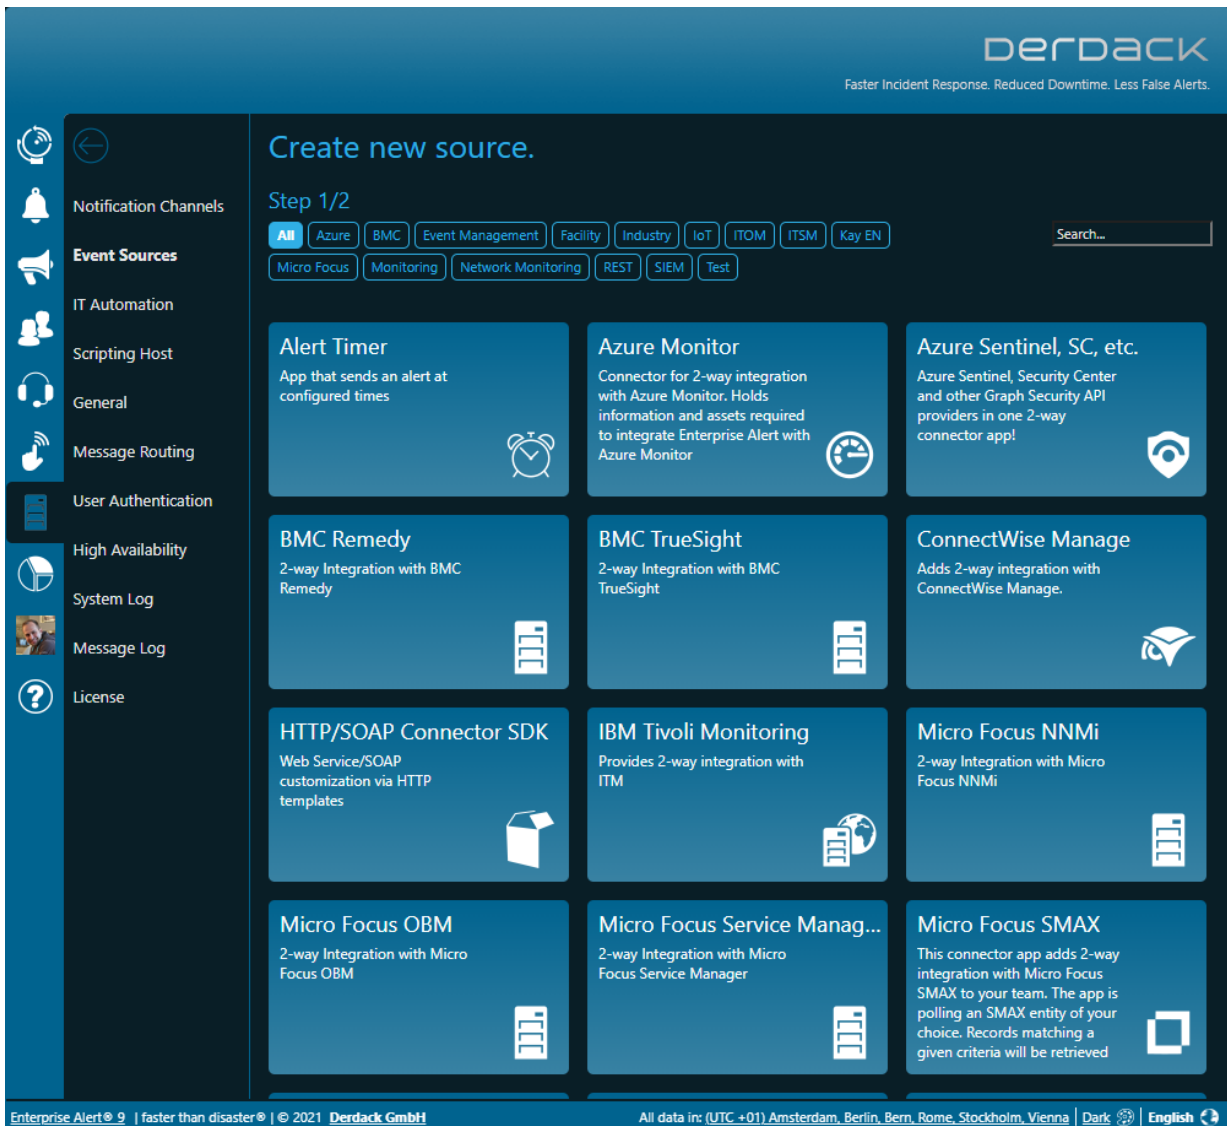 DERDACK
Faster Incident Response. Reduced Downtime. Less False Alerts.
Notification Channels
Event Sources
IT Automation
Scripting Host
General
Message Routing
User Authentication
High Availability
System Log
Message Log
License
Create new source.
Step 1/2
All Azure BMC Event Management Facility Industry IoT ITOM ITSM Kay EN
Micro Focus Monitoring Network Monitoring REST SIEM Test
Search...
Alert Timer
App that sends an alert at
configured times
Azure Monitor
Connector for 2-way integration
with Azure Monitor. Holds
information and assets required
to integrate Enterprise Alert with
Azure Monitor
Azure Sentinel, SC, etc.
Azure Sentinel, Security Center
and other Graph Security API
providers in one 2-way
connector app!
BMC Remedy
2-way Integration with BMC
Remedy
BMC TrueSight
2-way Integration with BMC
TrueSight
ConnectWise Manage
Adds 2-way integration with
ConnectWise Manage.
HTTP/SOAP Connector SDK
Web Service/SOAP
customization via HTTP
templates
IBM Tivoli Monitoring
Provides 2-way integration with
ITM
Micro Focus NNMi
2-way Integration with Micro
Focus NNMi
Micro Focus OBM
2-way Integration with Micro
Focus OBM
Micro Focus Service Manag...
2-way Integration with Micro
Focus Service Manager
Micro Focus SMAX
This connector app adds 2-way
integration with Micro Focus
SMAX to your team. The app is
polling an SMAX entity of your
choice. Records matching a
given criteria will be retrieved
Enterprise Alert® 9 | faster than disaster® | © 2021 Derdack GmbH
All data in: (UTC +01) Amsterdam, Berlin, Bern, Rome, Stockholm, Vienna | Dark | English